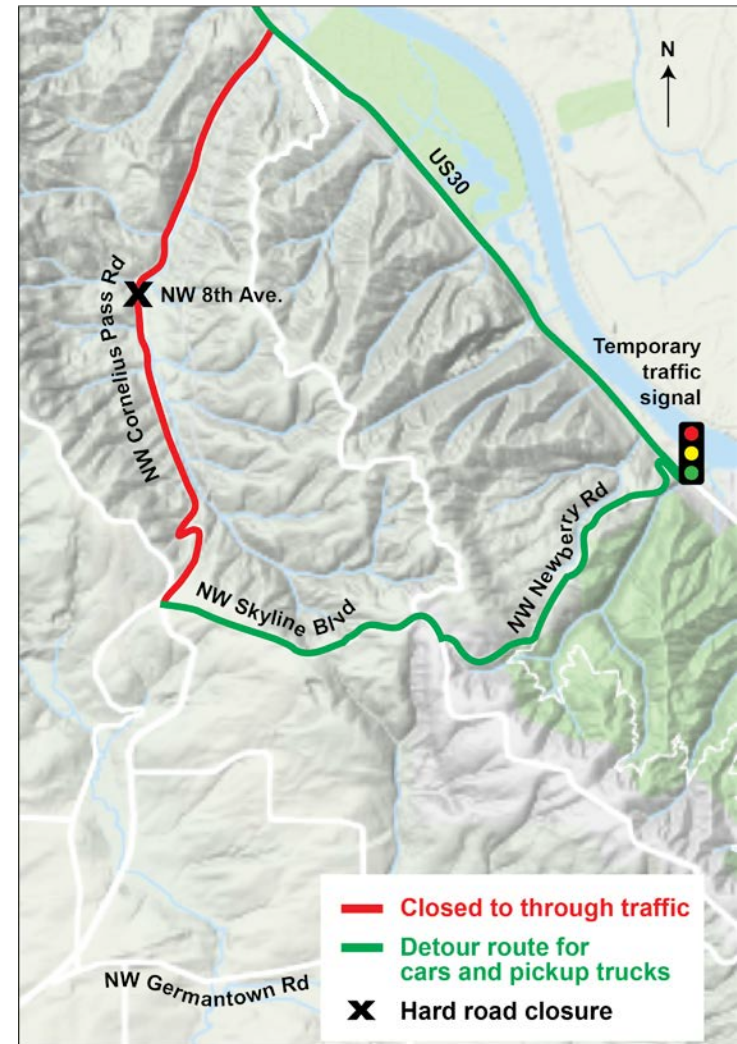 N
US30
NW Cornelius Pass Rd
NW 8th Ave.
Temporary
traffic
signal
NW Newberry Rd
NW Skyline Blvd
NW Germantown Rd
Closed to through traffic
Detour route for
cars and pickup trucks
X Hard road closure